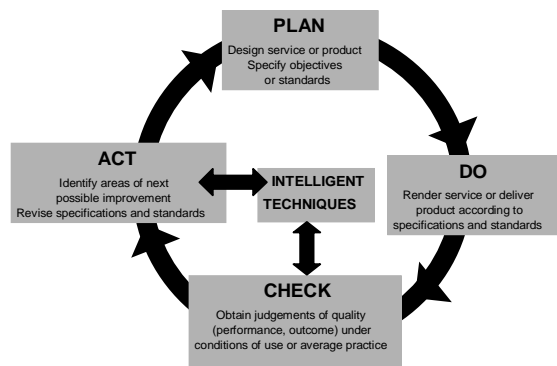 PLAN
Design service or product
Specify objectives
or standards
ACT
Identify areas of next
possible improvement
Revise specifications and standards
INTELLIGENT
TECHNIQUES
DO
Render service or deliver
product according to
specifications and standards
CHECK
Obtain judgements of quality
(performance, outcome) under
conditions of use or average practice